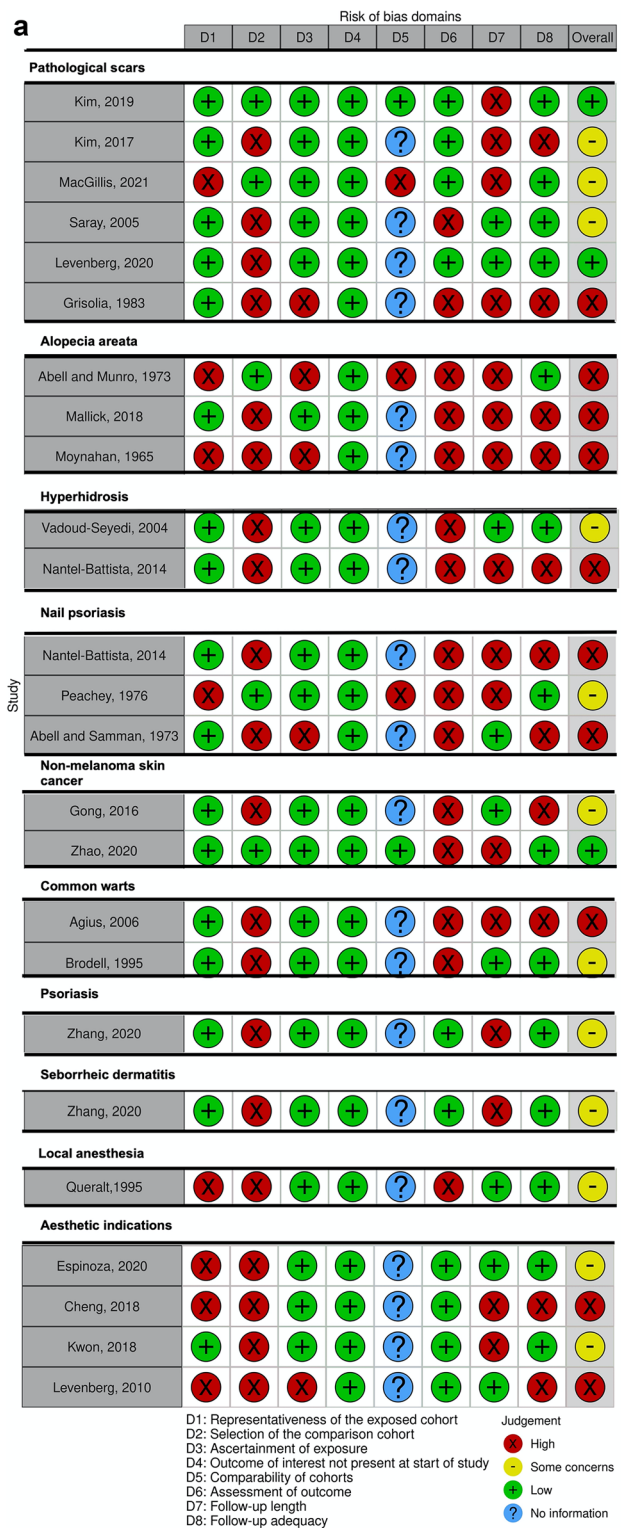 a
Risk of bias domains
D1 D2 D3 D4 D5 D6 D7 D8 Overall
Pathological scars
Kim, 2019 + + + + + + X + +
Kim, 2017 + X + + ? + X X -
MacGillis, 2021 X + + + X + X + -
Saray, 2005 + X + + ? X + + -
Levenberg, 2020 + X + + ? + + + +
Grisolia, 1983 + X X + ? X X X X
Alopecia areata
Abell and Munro, 1973 X + X + X X X + X
Mallick, 2018 + X + + ? X X X X
Moynahan, 1965 X X X + ? X X X X
Hyperhidrosis
Vadoud-Seyedi, 2004 + X + + ? X + + -
Nantel-Battista, 2014 + X + + ? X X X X
Nail psoriasis
Study
Nantel-Battista, 2014 + X + + ? X X X X
Peachey, 1976 X + + + X X X + -
Abell and Samman, 1973 + X X + ? X + X X
Non-melanoma skin
cancer
Gong, 2016 + X + + ? X + X -
Zhao, 2020 + + + + + X X + +
Common warts
Agius, 2006 + X + + ? X X X X
Brodell, 1995 + X + + ? X + + -
Psoriasis
Zhang, 2020 + X + + ? + X + -
Seborrheic dermatitis
Zhang, 2020 + X + + ? + X + -
Local anesthesia
Queralt,1995 X X + + ? X + + -
Aesthetic indications
Espinoza, 2020 X X + + ? + + + -
Cheng, 2018 X X + + ? + X X X
Kwon, 2018 + X + + ? + X + -
Levenberg, 2010 X X X + ? + + X X
D1: Representativeness of the exposed cohort
D2: Selection of the comparison cohort
D3: Ascertainment of exposure
D4: Outcome of interest not present at start of study
D5: Comparability of cohorts
D6: Assessment of outcome
D7: Follow-up length
D8: Follow-up adequacy
Judgement
X High
- Some concerns
+ Low
? No information